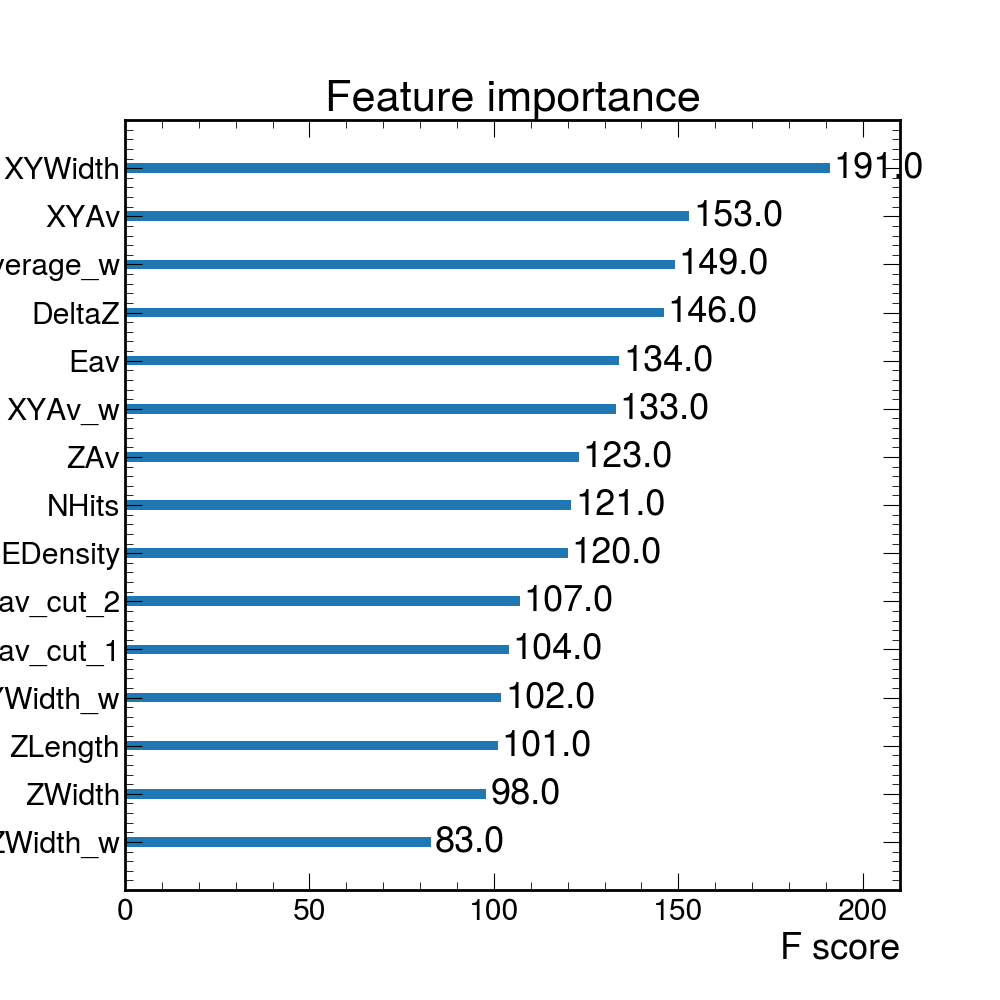 Feature importance
XYWidth 191.0
XYAv 153.0
verage_w 149.0
DeltaZ 146.0
Eav 134.0
XYAv_w 133.0
ZAv 123.0
NHits 121.0
EDensity 120.0
av_cut_2 107.0
av_cut_1 104.0
YWidth_w 102.0
ZLength 101.0
ZWidth 98.0
ZWidth_w 83.0
0 50 100 150 200
F score